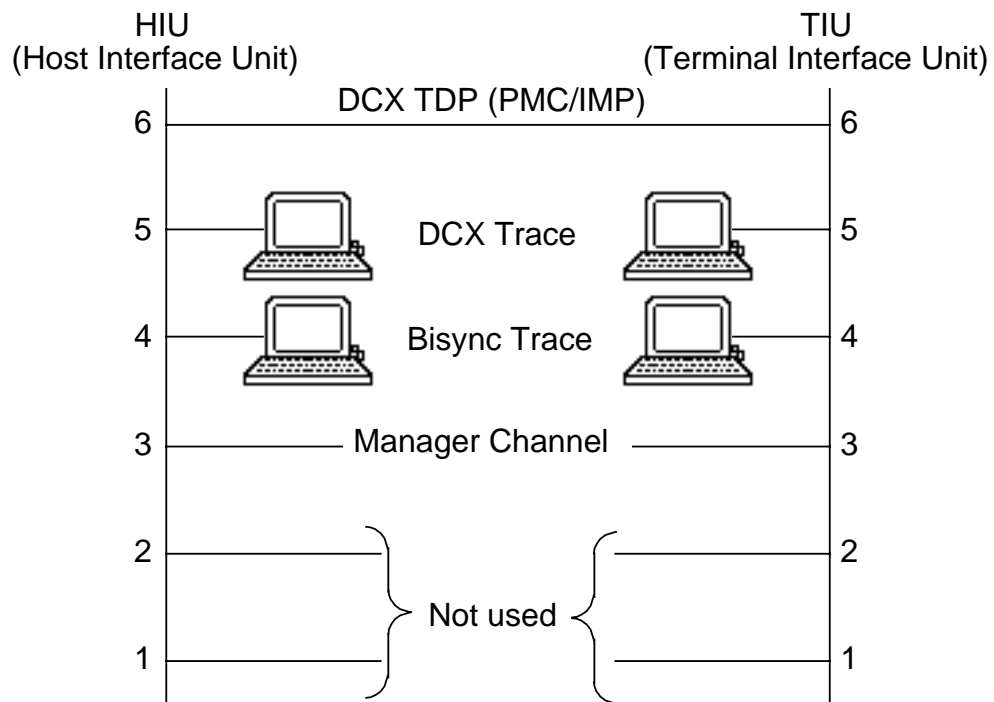 HIU
(Host Interface Unit)
TIU
(Terminal Interface Unit)
DCX TDP (PMC/IMP)
6
6
5
DCX Trace
5
4
Bisync Trace
4
3
Manager Channel
3
2
2
Not used
1
1